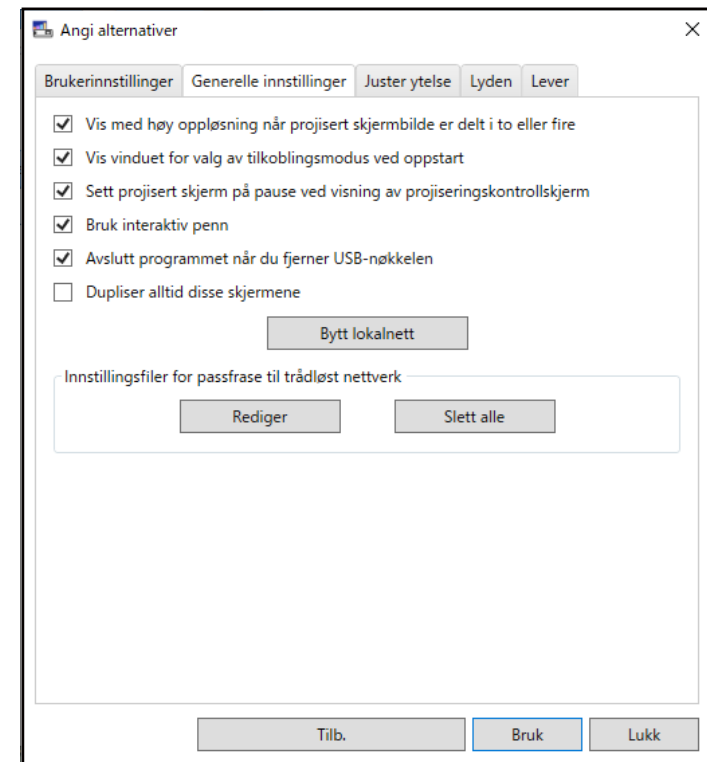 Angi alternativer
Brukerinnstillinger Generelle innstillinger Juster ytelse Lyden Lever
Vis med høy oppløsning når projisert skjermbilde er delt i to eller fire
Vis vinduet for valg av tilkoblingsmodus ved oppstart
Sett projisert skjerm på pause ved visning av projiseringskontrollskjerm
Bruk interaktiv penn
Avslutt programmet når du fjerner USB-nøkkelen
Dupliser alltid disse skjermene
Bytt lokalnett
Innstillingsfiler for passfrase til trådløst nettverk
Rediger Slett alle
Tilb. Bruk Lukk